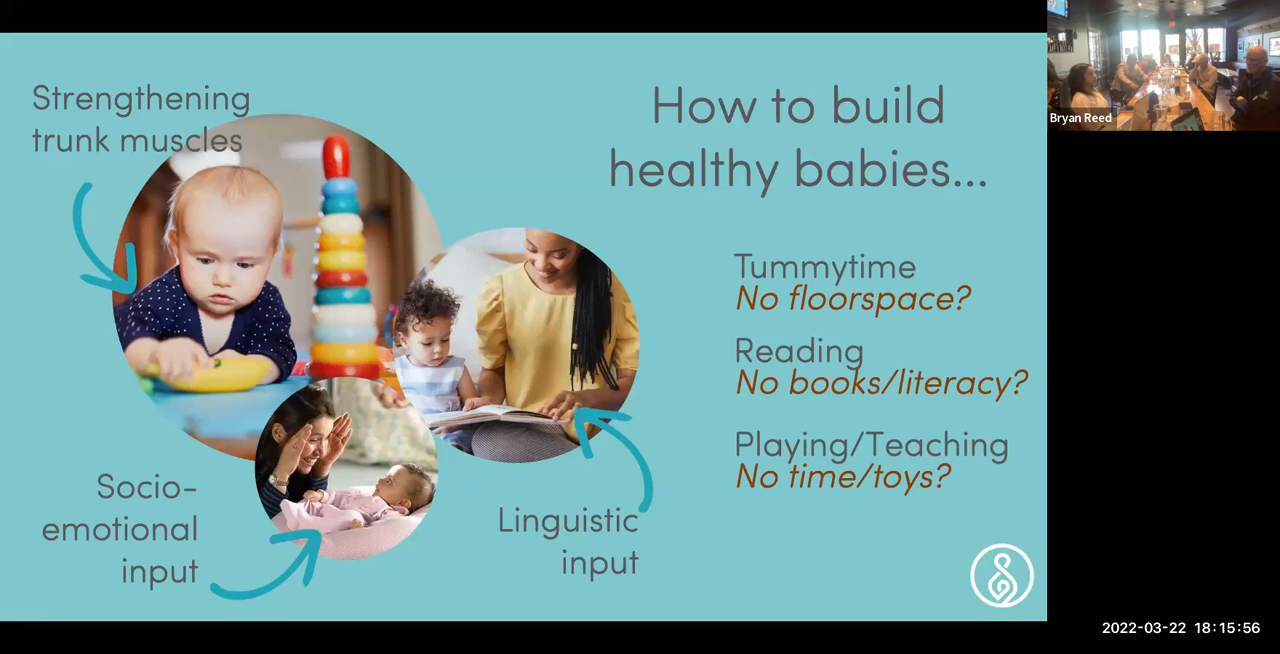 Strengthening
trunk muscles
How to build
healthy babies...
Tummytime
No floorspace?
Reading
No books/literacy?
Playing/Teaching
No time/toys?
Socio-
emotional
input
Linguistic
input
Bryan Reed
2022-03-22 18:15:56